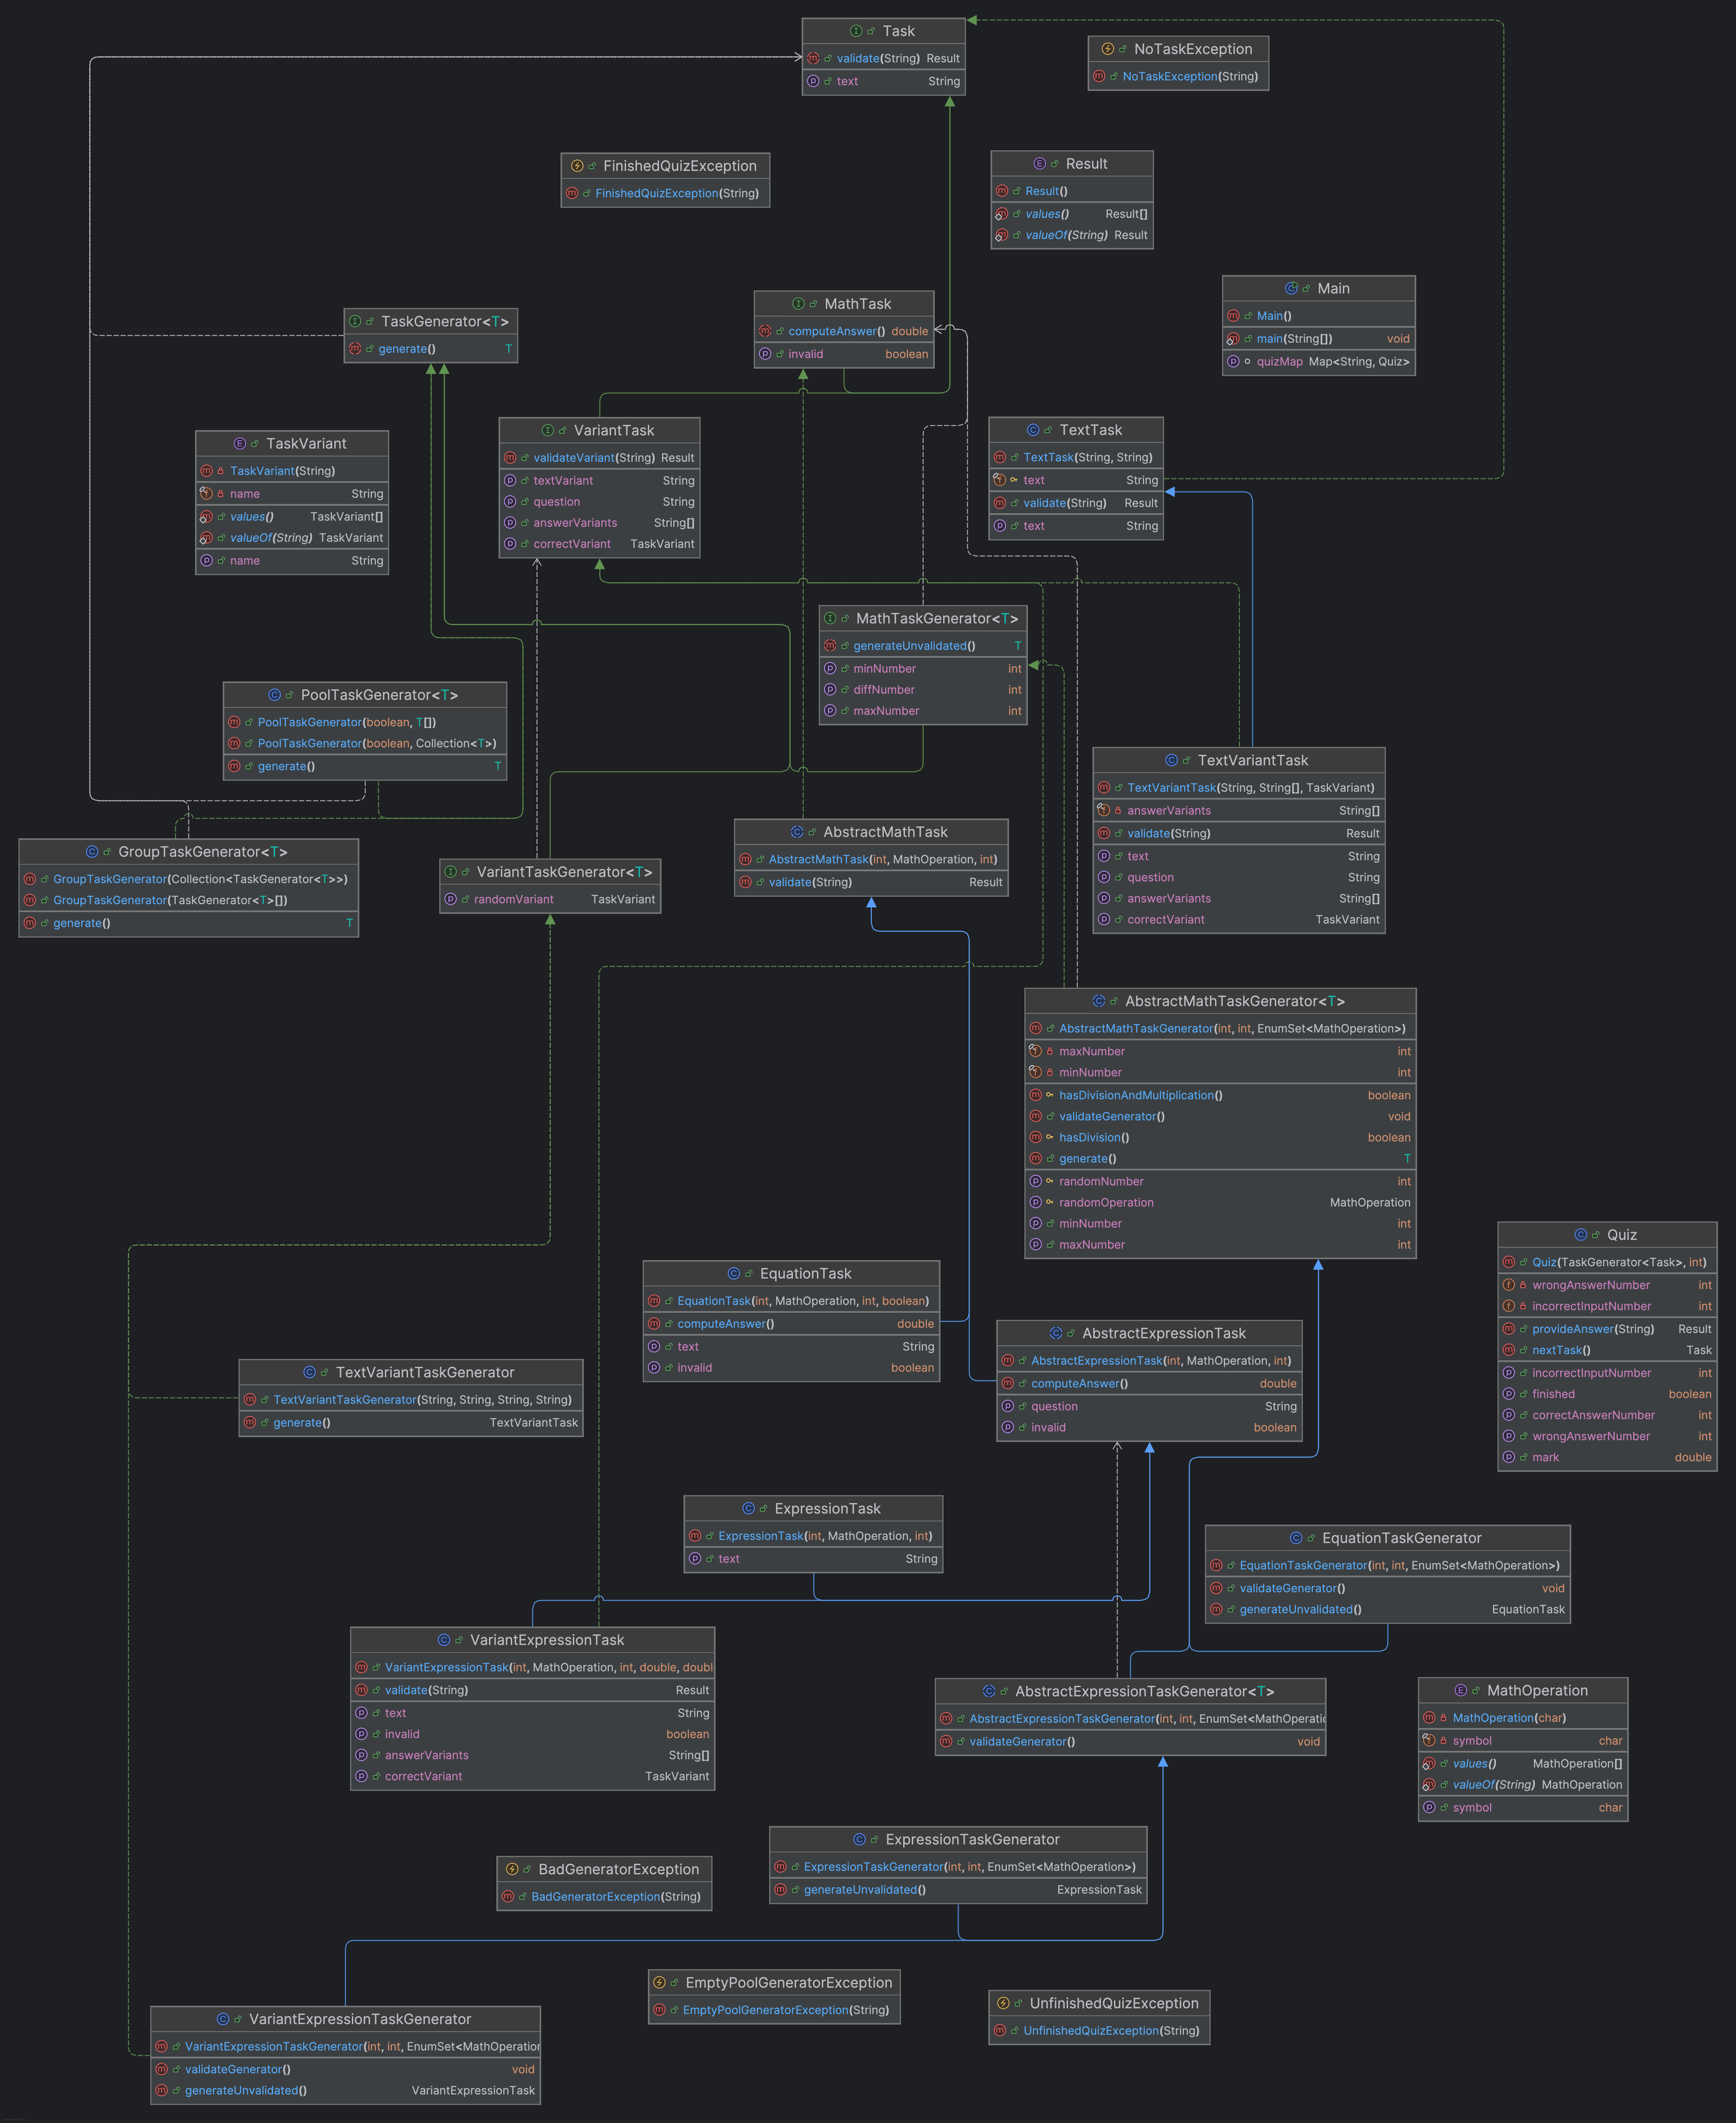 Task
validate(String) Result
text String
NoTaskException
NoTaskException(String)
FinishedQuizException
FinishedQuizException(String)
Result
Result()
values() Result[]
valueOf(String) Result
Main
Main()
main(String[]) void
quizMap Map<String, Quiz>
MathTask
computeAnswer() double
invalid boolean
TaskGenerator<T>
generate() T
TaskVariant
TaskVariant(String)
name String
values() TaskVariant[]
valueOf(String) TaskVariant
name String
VariantTask
validateVariant(String) Result
textVariant String
question String
answerVariants String[]
correctVariant TaskVariant
TextTask
TextTask(String, String)
text String
validate(String) Result
text String
MathTaskGenerator<T>
generateUnvalidated() T
minNumber int
diffNumber int
maxNumber int
PoolTaskGenerator<T>
PoolTaskGenerator(boolean, T[])
PoolTaskGenerator(boolean, Collection<T>)
generate() T
TextVariantTask
TextVariantTask(String, String[], TaskVariant)
answerVariants String[]
validate(String) Result
text String
question String
answerVariants String[]
correctVariant TaskVariant
GroupTaskGenerator<T>
GroupTaskGenerator(Collection<TaskGenerator<T>>)
GroupTaskGenerator(TaskGenerator<T>[])
generate() T
VariantTaskGenerator<T>
randomVariant TaskVariant
AbstractMathTask
AbstractMathTask(int, MathOperation, int)
validate(String) Result
AbstractMathTaskGenerator<T>
AbstractMathTaskGenerator(int, int, EnumSet<MathOperation>)
maxNumber int
minNumber int
hasDivisionAndMultiplication() boolean
validateGenerator() void
hasDivision() boolean
generate() T
randomNumber int
randomOperation MathOperation
minNumber int
maxNumber int
Quiz
Quiz(TaskGenerator<Task>, int)
wrongAnswerNumber int
incorrectInputNumber int
provideAnswer(String) Result
nextTask() Task
incorrectInputNumber int
finished boolean
correctAnswerNumber int
wrongAnswerNumber int
mark double
EquationTask
EquationTask(int, MathOperation, int, boolean)
computeAnswer() double
text String
invalid boolean
AbstractExpressionTask
AbstractExpressionTask(int, MathOperation, int)
computeAnswer() double
question String
invalid boolean
TextVariantTaskGenerator
TextVariantTaskGenerator(String, String, String, String)
generate() TextVariantTask
ExpressionTask
ExpressionTask(int, MathOperation, int)
text String
EquationTaskGenerator
EquationTaskGenerator(int, int, EnumSet<MathOperation>)
validateGenerator() void
generateUnvalidated() EquationTask
VariantExpressionTask
VariantExpressionTask(int, MathOperation, int, double, doubl
validate(String) Result
text String
invalid boolean
answerVariants String[]
correctVariant TaskVariant
AbstractExpressionTaskGenerator<T>
AbstractExpressionTaskGenerator(int, int, EnumSet<MathOperatio
validateGenerator() void
MathOperation
MathOperation(char)
symbol char
values() MathOperation[]
valueOf(String) MathOperation
symbol char
ExpressionTaskGenerator
ExpressionTaskGenerator(int, int, EnumSet<MathOperation>)
generateUnvalidated() ExpressionTask
BadGeneratorException
BadGeneratorException(String)
EmptyPoolGeneratorException
EmptyPoolGeneratorException(String)
UnfinishedQuizException
UnfinishedQuizException(String)
VariantExpressionTaskGenerator
VariantExpressionTaskGenerator(int, int, EnumSet<MathOperation
validateGenerator() void
generateUnvalidated() VariantExpressionTask